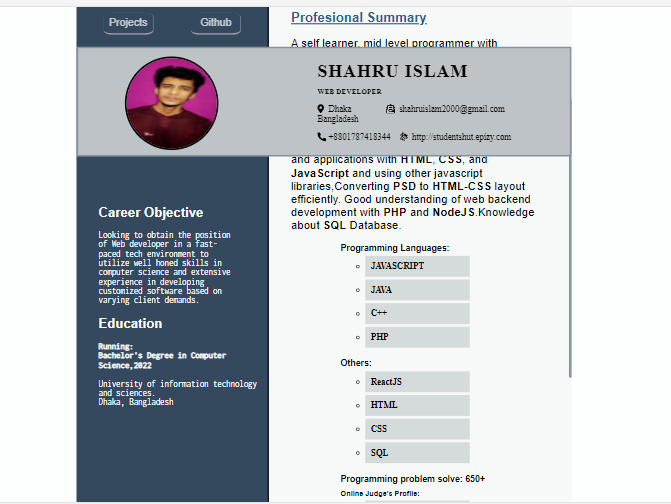 Projects
Github
Profesional Summary
A self learner, mid level programmer with
SHAHRU ISLAM
WEB DEVELOPER
Dhaka
Bangladesh
shahruislam2000@gmail.com
+8801787418344
http://studentshut.epizy.com
and applications with HTML, CSS, and
JavaScript and using other javascript
libraries,Converting PSD to HTML-CSS layout
efficiently. Good understanding of web backend
development with PHP and NodeJS.Knowledge
about SQL Database.
Career Objective
Looking to obtain the position
of Web developer in a fast-
paced tech environment to
utilize well honed skills in
computer science and extensive
experience in developing
customized software based on
varying client demands.
Education
Running:
Bachelor's Degree in Computer
Science,2022
University of information technology
and sciences.
Dhaka, Bangladesh
Programming Languages:
JAVASCRIPT
JAVA
C++
PHP
Others:
ReactJS
HTML
CSS
SQL
Programming problem solve: 650+
Online Judge's Profile: